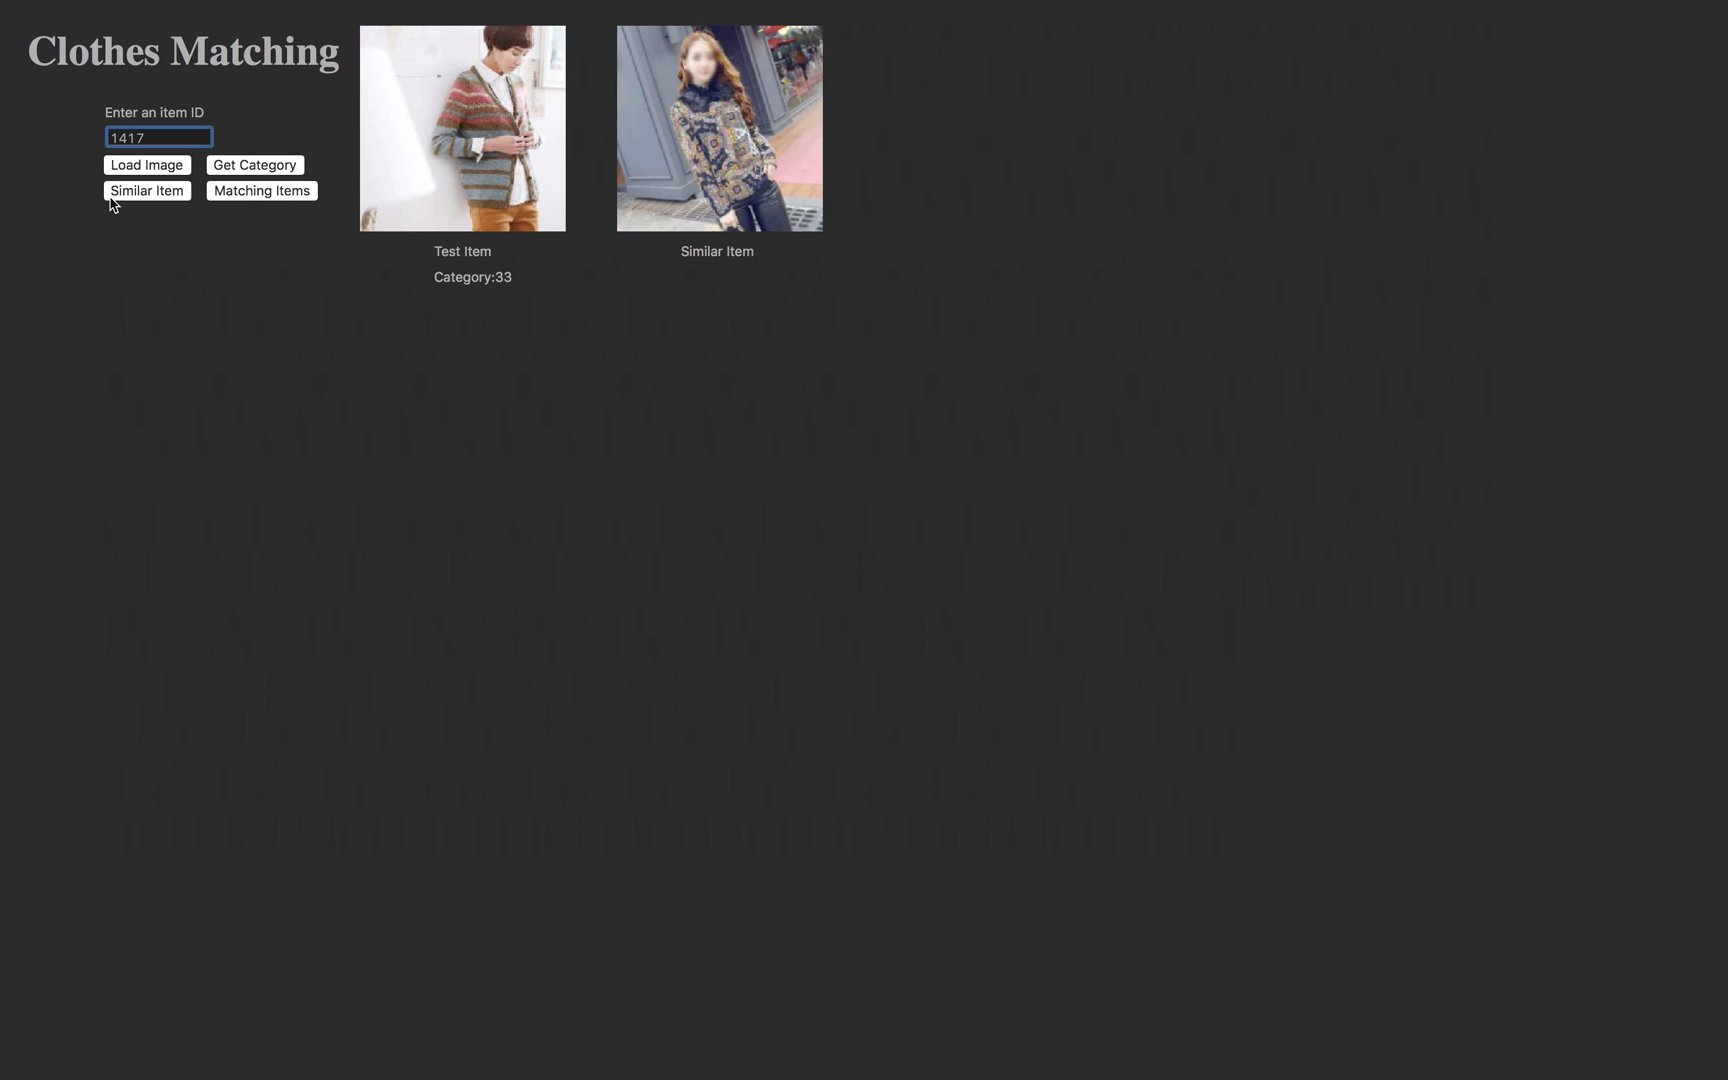 Clothes Matching
Enter an item ID
1417
Load Image
Get Category
Similar Item
Matching Items
Test Item
Category:33
Similar Item